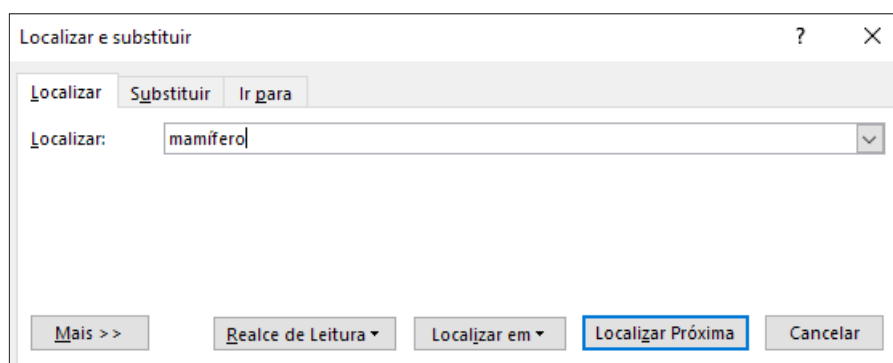 Localizar e substituir ? X
Localizar Substituir Ir para
Localizar: mamífero
Mais >> Realce de Leitura Localizar em Localizar Próxima Cancelar